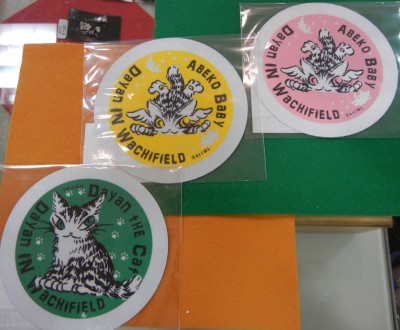 ABEKO BABY
DAYAN IN WACHIFIELD
ABEKO BABY
DAYAN IN WACHIFIELD
DAYAN THE CAT
DAYAN IN WACHIFIELD